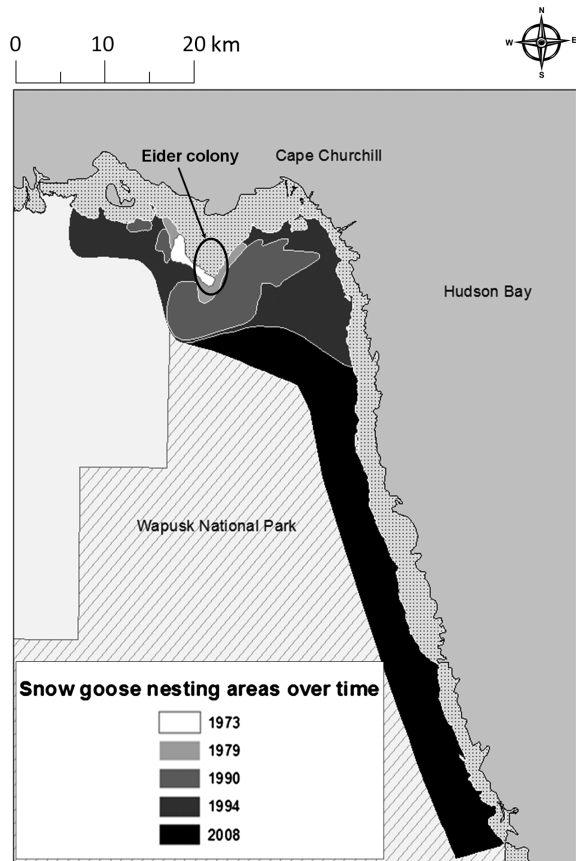 0 10 20 km
N
W E
S
Eider colony
Cape Churchill
Hudson Bay
Wapusk National Park
Snow goose nesting areas over time
1973
1979
1990
1994
2008